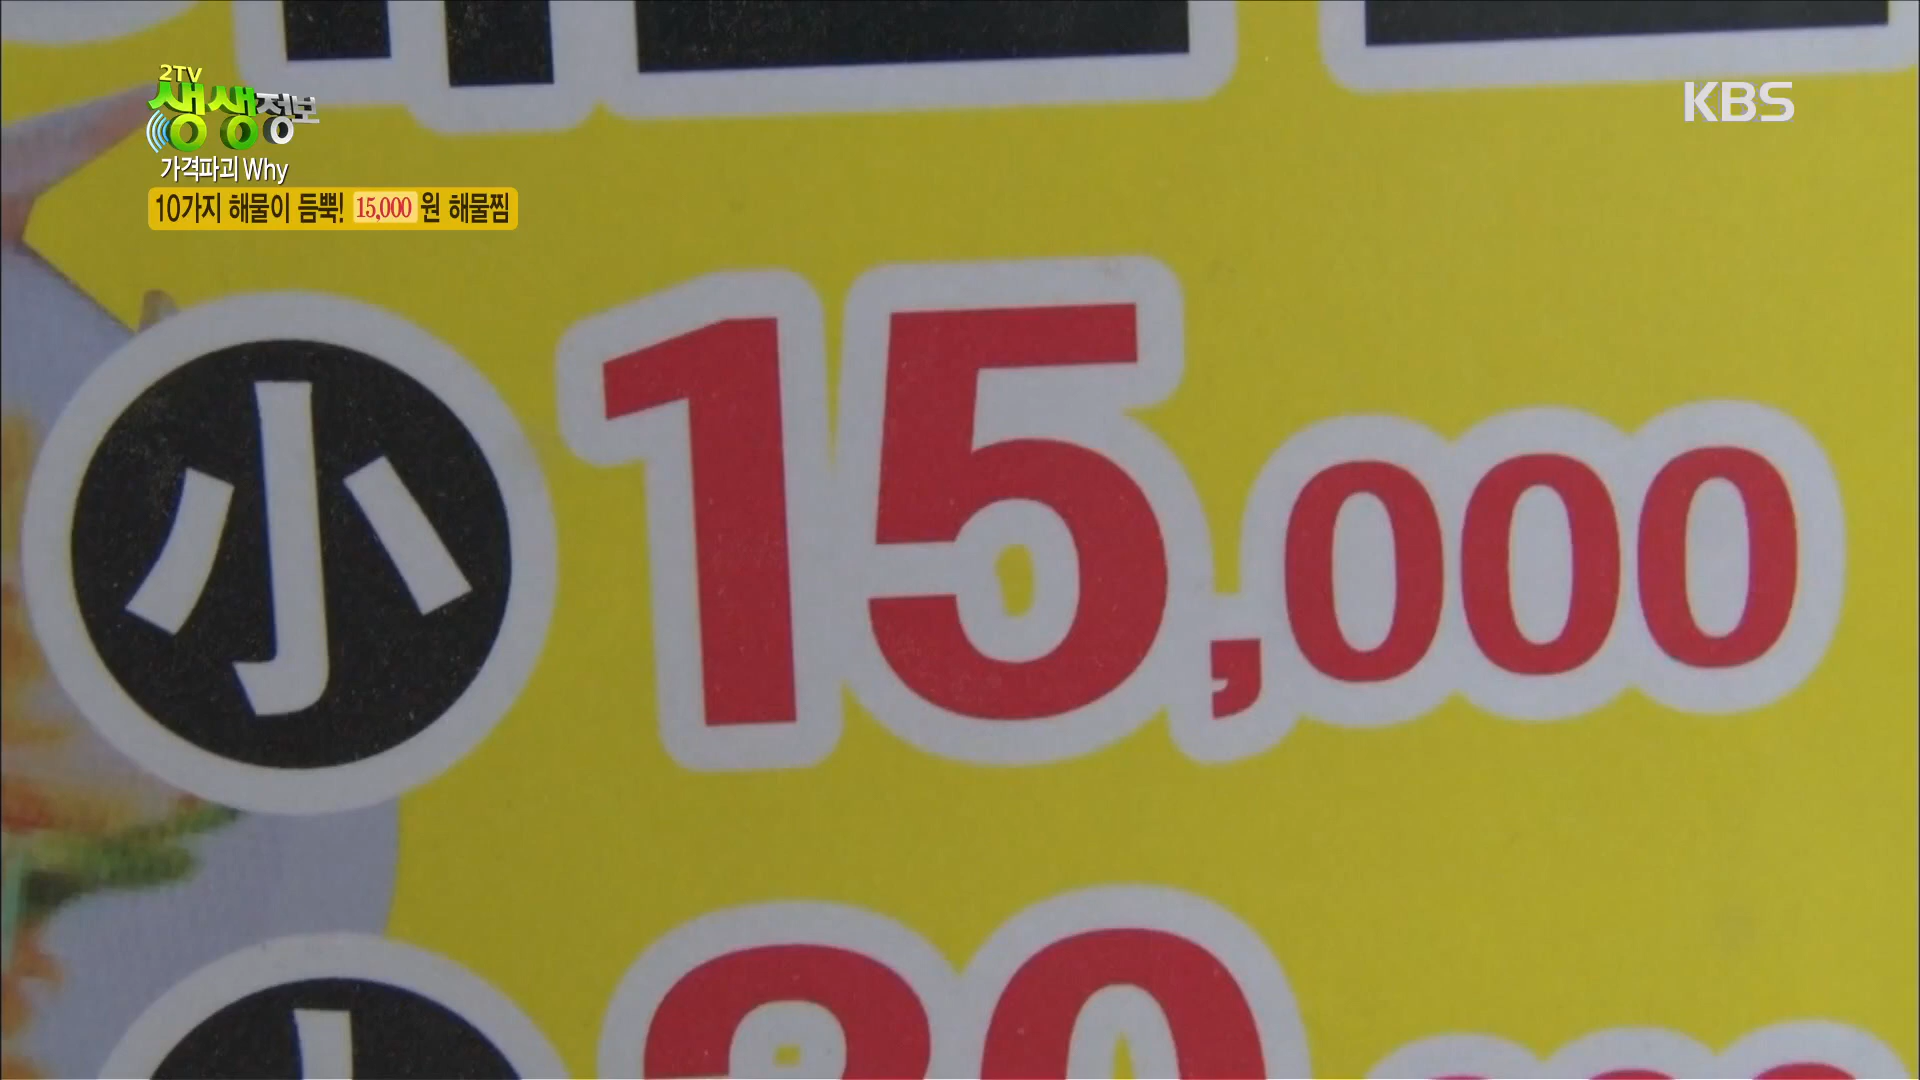 2TV
생생정보
KBS
가격파괴 Why
10가지 해물이 듬뿍! 15,000 원 해물찜
小 15,000